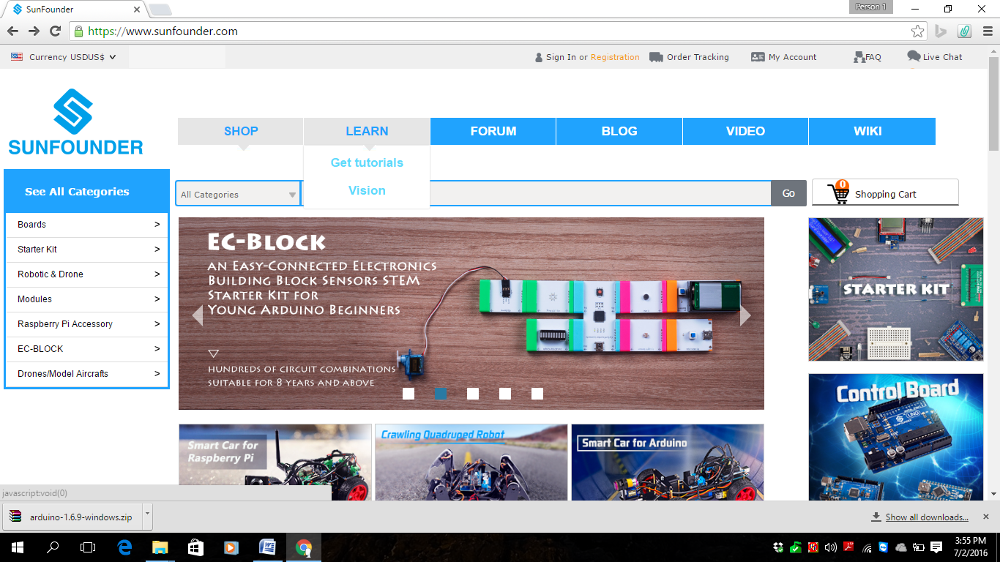 SunFounder
Person 1
https://www.sunfounder.com
Currency USDUS$
Sign In or Registration
Order Tracking
My Account
FAQ
Live Chat
SUNFOUNDER
SHOP
LEARN
FORUM
BLOG
VIDEO
WIKI
Get tutorials
Vision
See All Categories
All Categories
Go
0
Shopping Cart
Boards >
Starter Kit >
Robotic & Drone >
Modules >
Raspberry Pi Accessory >
EC-BLOCK >
Drones/Model Aircrafts >
EC-Block
an Easy-Connected Electronics
Building Block Sensors STEM
Starter Kit for
Young Arduino Beginners
hundreds of circuit combinations
suitable for 8 years and above
STARTER KIT
Control Board
UNO
Smart Car for
Raspberry Pi
Crawling Quadruped Robot
Smart Car for Arduino
javascript:void(0)
arduino-1.6.9-windows.zip
Show all downloads...
3:55 PM
7/2/2016